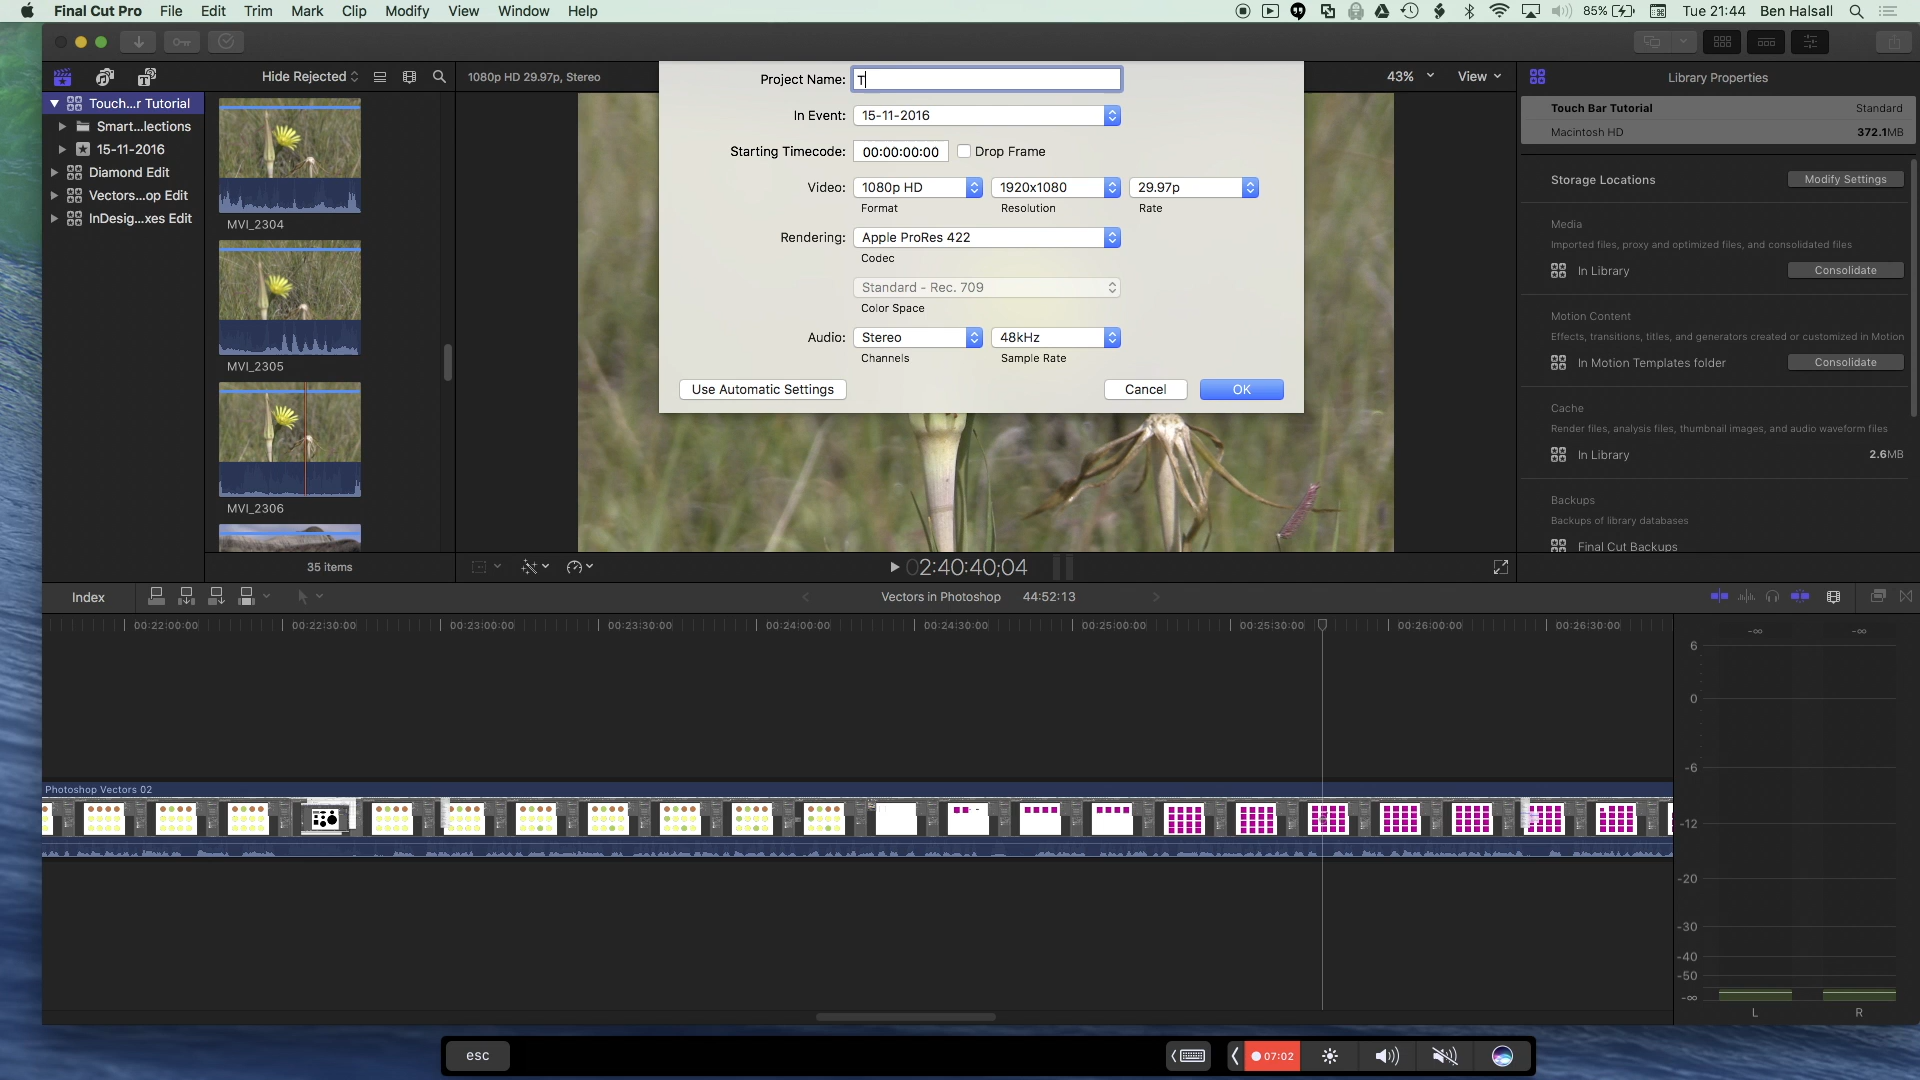 Final Cut Pro File Edit Trim Mark Clip Modify View Window Help 85% Tue 21:44 Ben Halsall
Hide Rejected
1080p HD 29.97p, Stereo
43% View
Library Properties
Touch...r Tutorial
Smart...lections
15-11-2016
Diamond Edit
Vectors...op Edit
InDesig...xes Edit
MVI_2304
MVI_2305
MVI_2306
35 items
Project Name: T
In Event: 15-11-2016
Starting Timecode: 00:00:00:00 Drop Frame
Video: 1080p HD 1920x1080 29.97p
Format Resolution Rate
Rendering: Apple ProRes 422
Codec
Standard - Rec. 709
Color Space
Audio: Stereo 48kHz
Channels Sample Rate
Use Automatic Settings Cancel OK
Touch Bar Tutorial Standard
Macintosh HD 372.1MB
Storage Locations Modify Settings
Media
Imported files, proxy and optimized files, and consolidated files
In Library Consolidate
Motion Content
Effects, transitions, titles, and generators created or customized in Motion
In Motion Templates folder Consolidate
Cache
Render files, analysis files, thumbnail images, and audio waveform files
In Library 2.6MB
Backups
Backups of library databases
Final Cut Backups
02:40:40;04
Index
Vectors in Photoshop 44:52:13
00:22:00:00 00:22:30:00 00:23:00:00 00:23:30:00 00:24:00:00 00:24:30:00 00:25:00:00 00:25:30:00 00:26:00:00 00:26:30:00
Photoshop Vectors 02
-∞ -∞
6
0
-6
-12
-20
-30
-40
-50
-∞
L R
esc
07:02